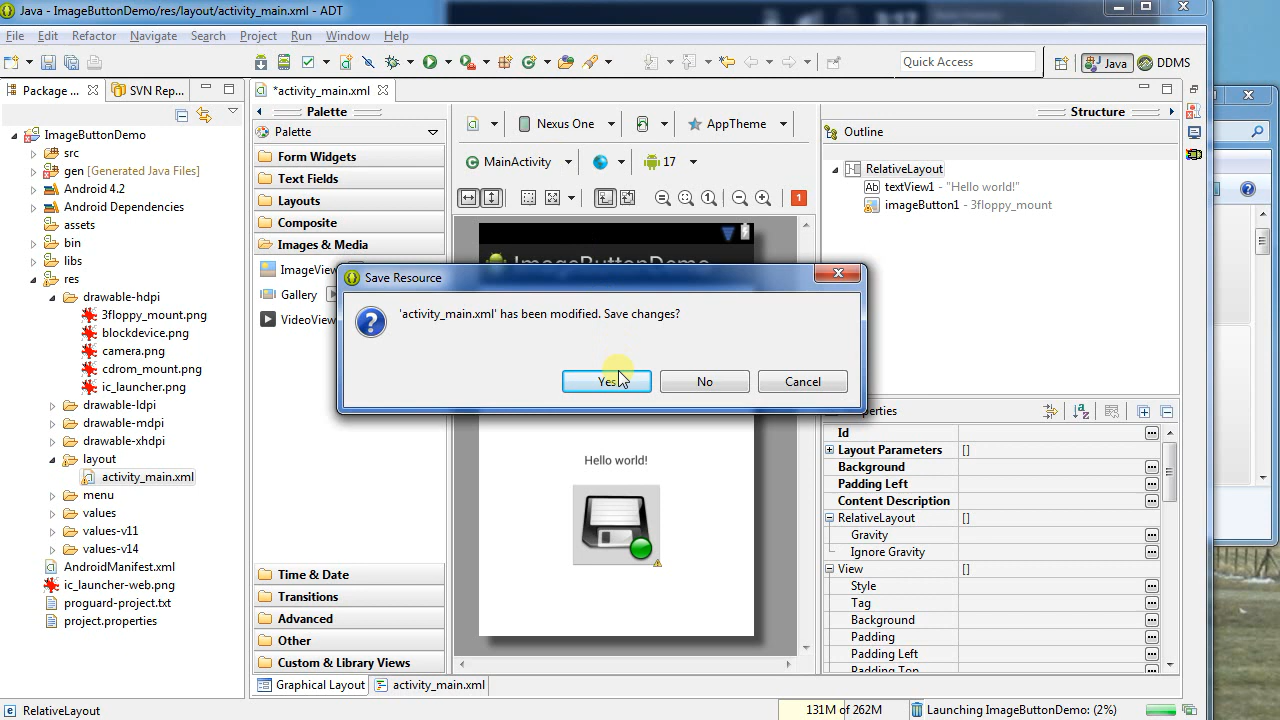 Java - ImageButtonDemo/res/layout/activity_main.xml - ADT
File Edit Refactor Navigate Search Project Run Window Help
Quick Access
Java
DDMS
Package ...
SVN Rep...
ImageButtonDemo
src
gen [Generated Java Files]
Android 4.2
Android Dependencies
assets
bin
libs
res
drawable-hdpi
3floppy_mount.png
blockdevice.png
camera.png
cdrom_mount.png
ic_launcher.png
drawable-ldpi
drawable-mdpi
drawable-xhdpi
layout
activity_main.xml
menu
values
values-v11
values-v14
AndroidManifest.xml
ic_launcher-web.png
proguard-project.txt
project.properties
*activity_main.xml
Palette
Palette
Form Widgets
Text Fields
Layouts
Composite
Images & Media
ImageView
Gallery
VideoView
Time & Date
Transitions
Advanced
Other
Custom & Library Views
Nexus One
AppTheme
MainActivity
17
1
ImageButtonDemo
Save Resource
'activity_main.xml' has been modified. Save changes?
Yes
No
Cancel
Hello world!
Structure
Outline
RelativeLayout
textView1 - "Hello world!"
imageButton1 - 3floppy_mount
Id
Layout Parameters []
Background
Padding Left
Content Description
RelativeLayout []
Gravity
Ignore Gravity
View []
Style
Tag
Background
Padding
Padding Left
Padding Top
Graphical Layout
activity_main.xml
RelativeLayout
131M of 262M
Launching ImageButtonDemo: (2%)